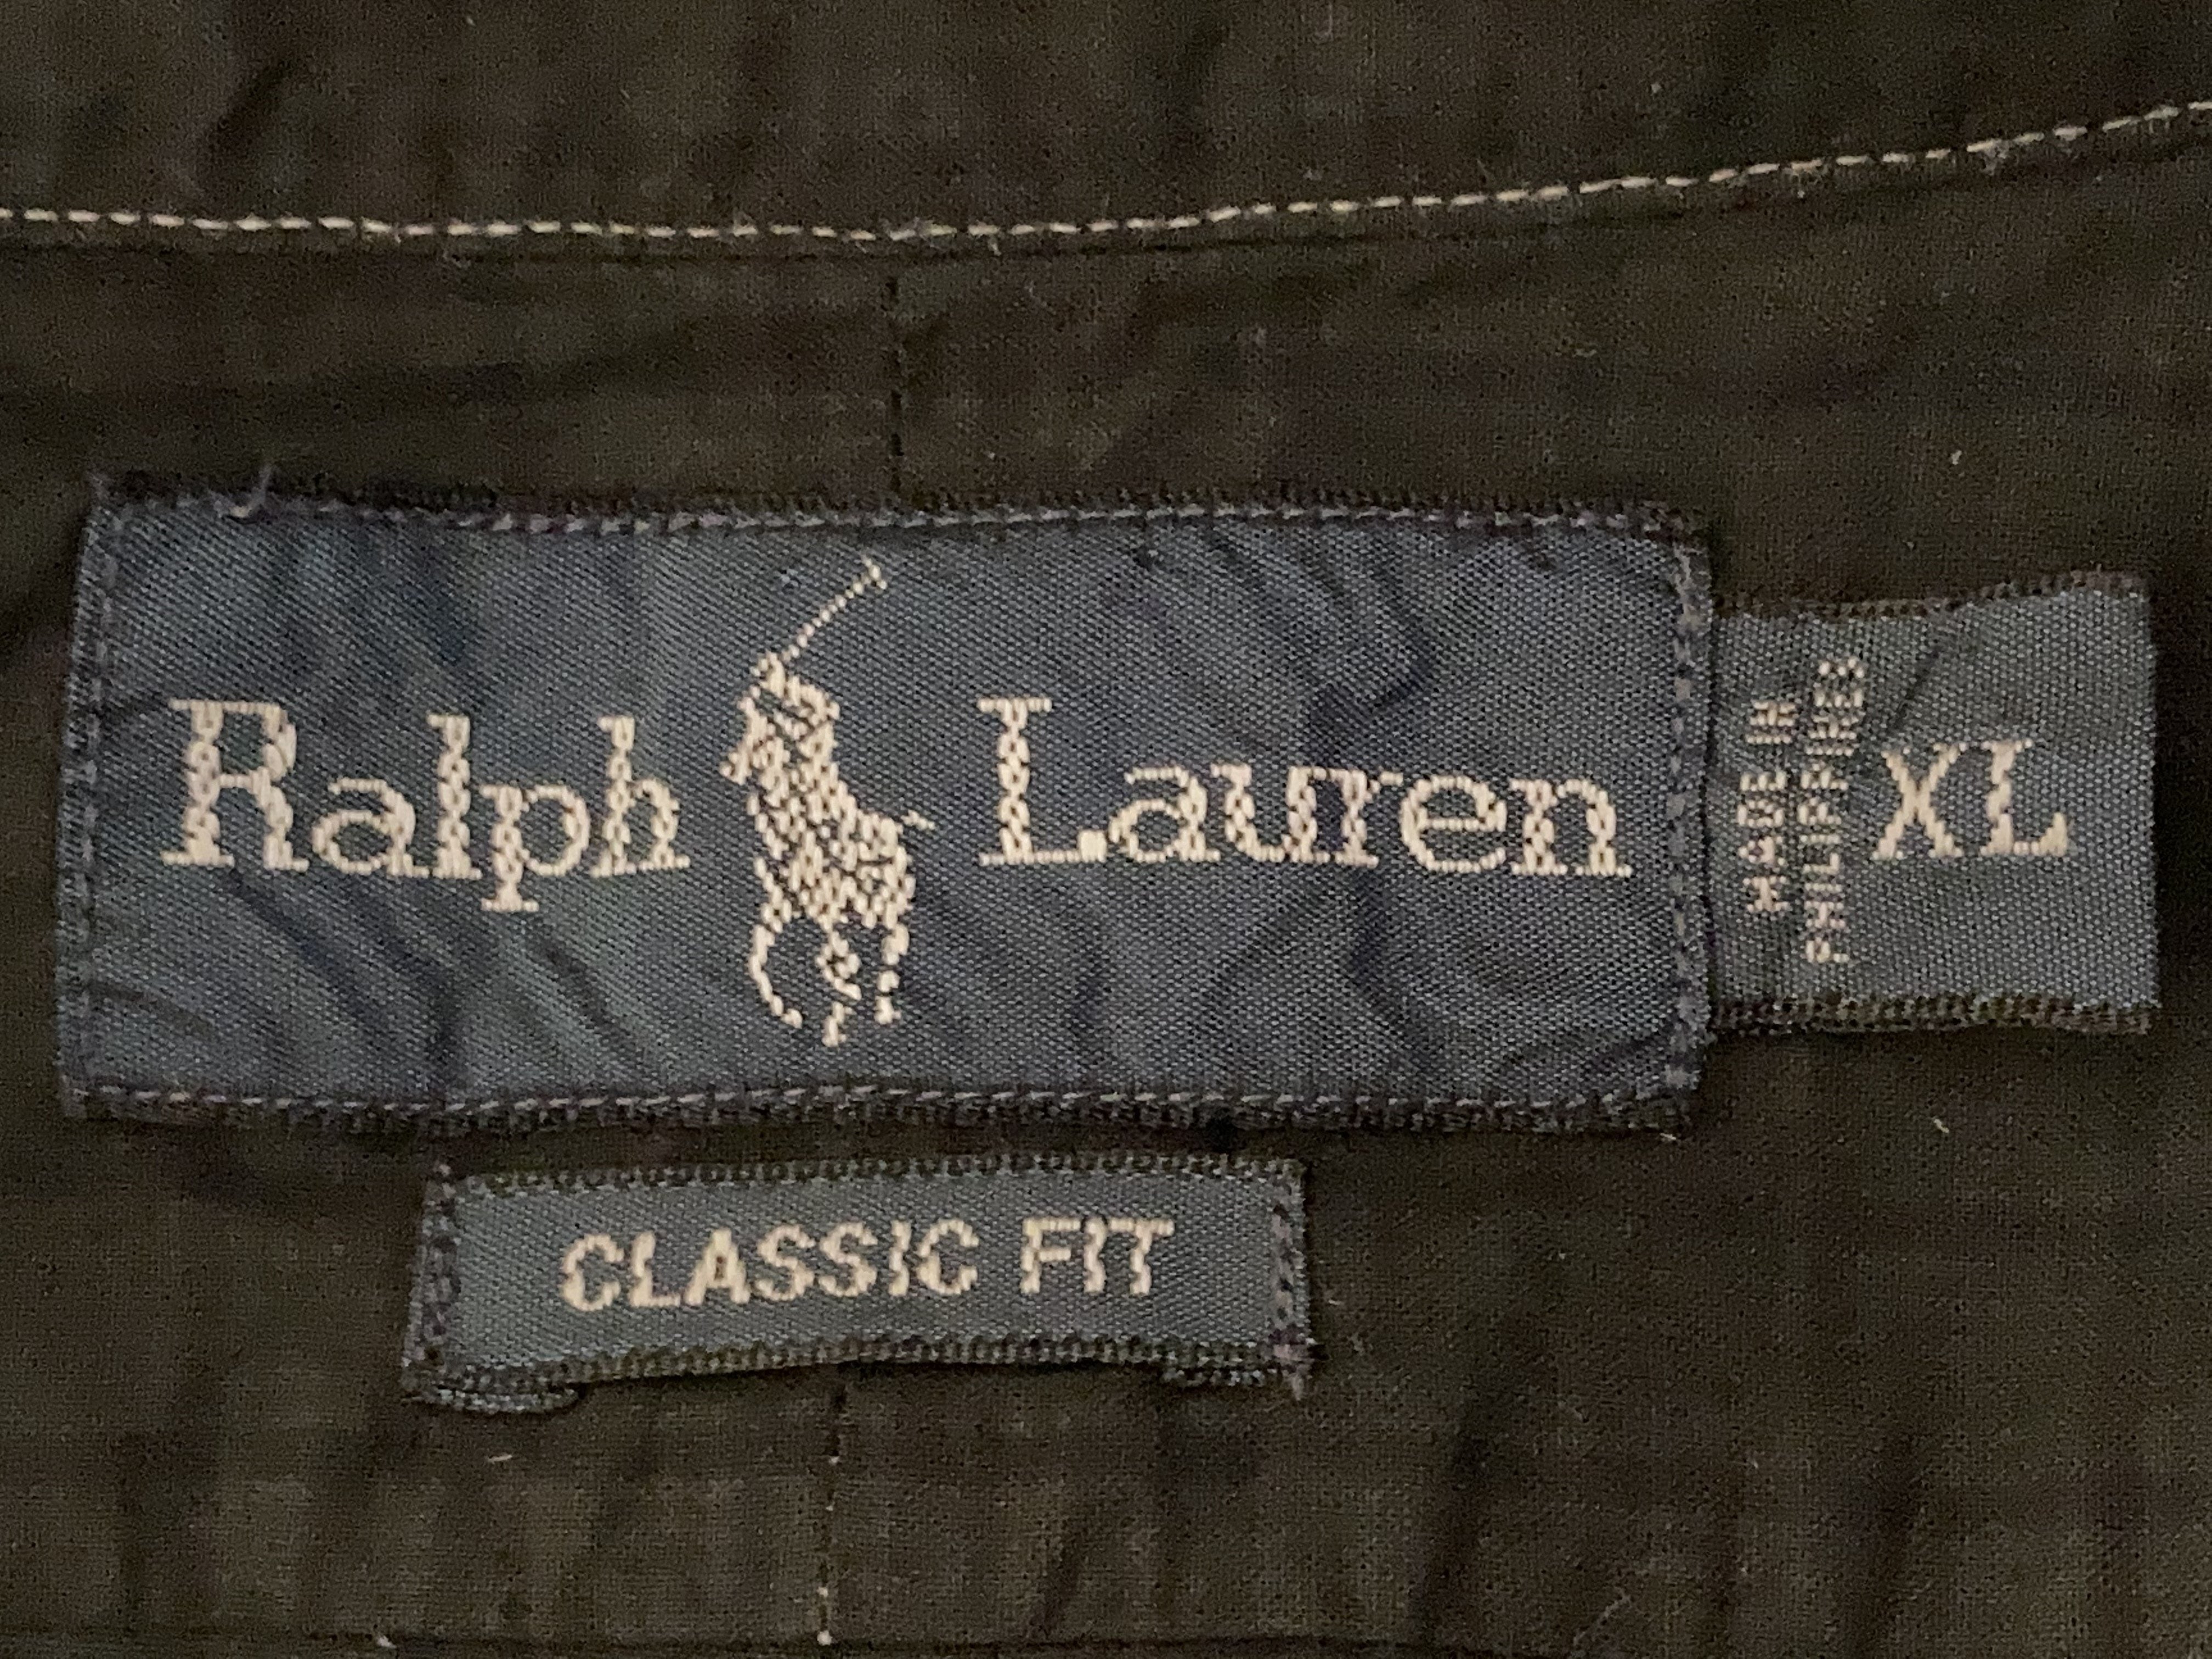 Ralph Lauren
MADE IN
PHILIPPINES
XL
CLASSIC FIT